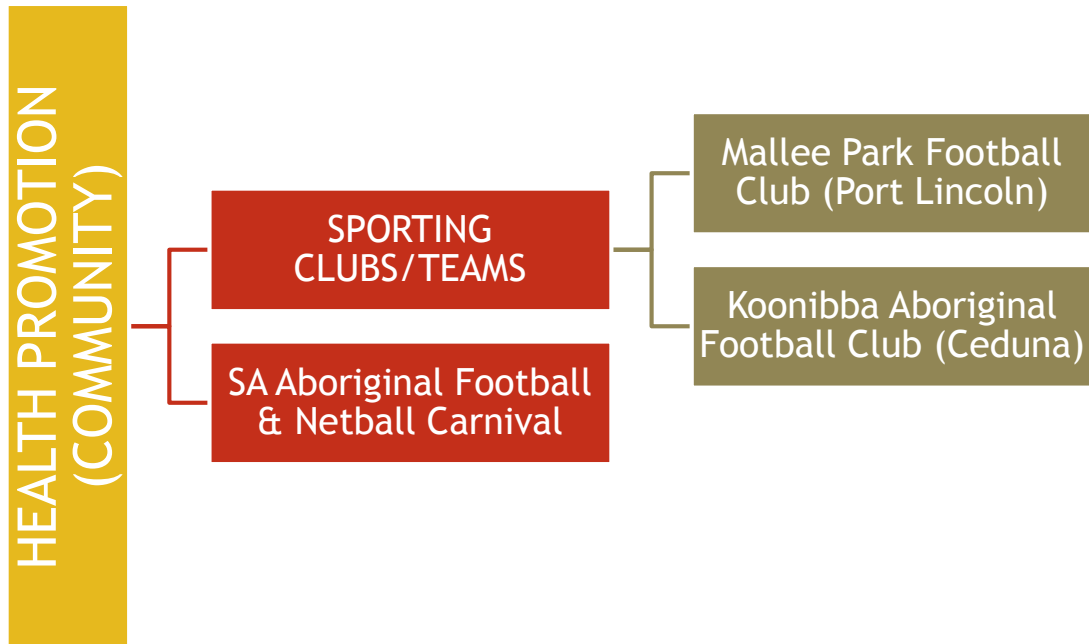 HEALTH PROMOTION
(COMMUNITY)
SPORTING
CLUBS/TEAMS
SA Aboriginal Football
& Netball Carnival
Mallee Park Football
Club (Port Lincoln)
Koonibba Aboriginal
Football Club (Ceduna)